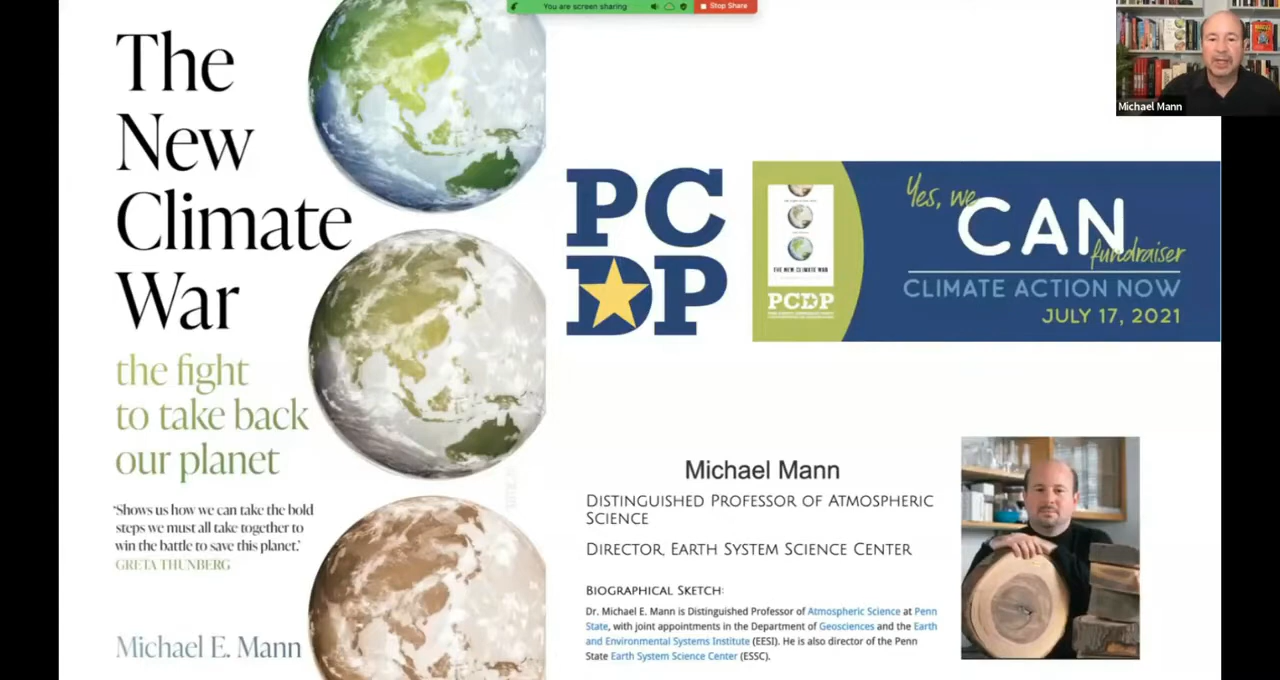 You are screen sharing
Stop Share
Michael Mann
The
New
Climate
War
the fight
to take back
our planet
'Shows us how we can take the bold
steps we must all take together to
win the battle to save this planet.'
GRETA THUNBERG
Michael E. Mann
PC
DP
THE NEW CLIMATE WAR
PCDP
Yes, we
CAN
fundraiser
CLIMATE ACTION NOW
JULY 17, 2021
Michael Mann
DISTINGUISHED PROFESSOR OF ATMOSPHERIC
SCIENCE
DIRECTOR, EARTH SYSTEM SCIENCE CENTER
BIOGRAPHICAL SKETCH:
Dr. Michael E. Mann is Distinguished Professor of Atmospheric Science at Penn
State, with joint appointments in the Department of Geosciences and the Earth
and Environmental Systems Institute (EESI). He is also director of the Penn
State Earth System Science Center (ESSC).